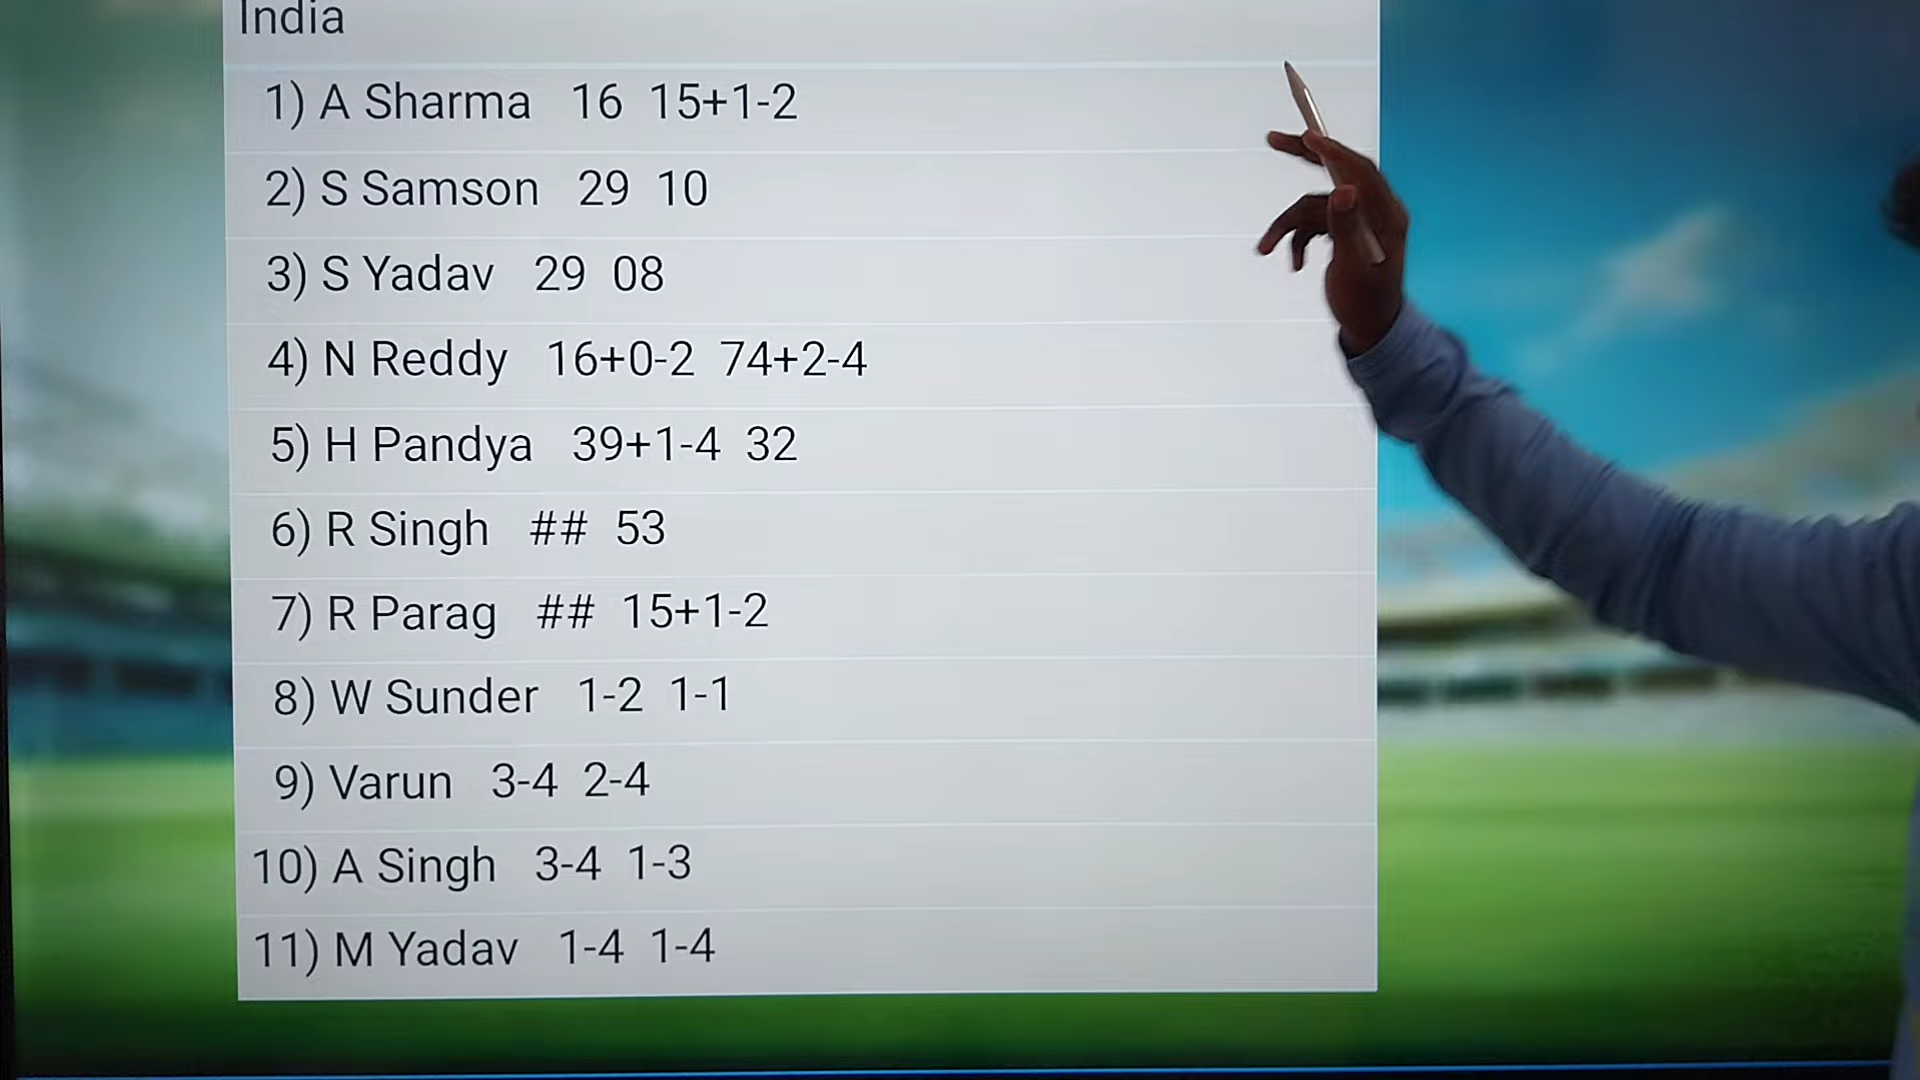 India
1) A Sharma 16 15+1-2
2) S Samson 29 10
3) S Yadav 29 08
4) N Reddy 16+0-2 74+2-4
5) H Pandya 39+1-4 32
6) R Singh ## 53
7) R Parag ## 15+1-2
8) W Sunder 1-2 1-1
9) Varun 3-4 2-4
10) A Singh 3-4 1-3
11) M Yadav 1-4 1-4